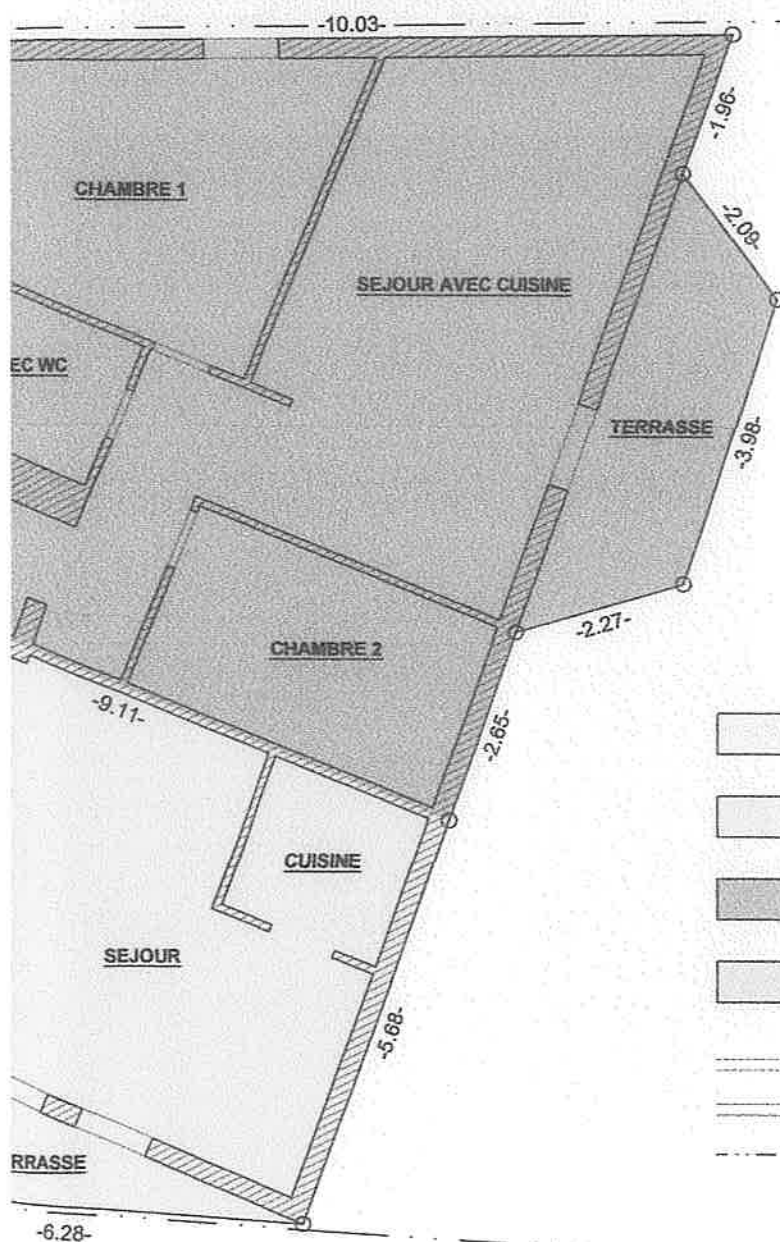 -10.03-
-1.96-
CHAMBRE 1
-2.09-
SEJOUR AVEC CUISINE
EC WC
TERRASSE
-3.98-
-2.27-
CHAMBRE 2
-9.11-
-2.65-
CUISINE
SEJOUR
-5.68-
RRASSE
-6.28-